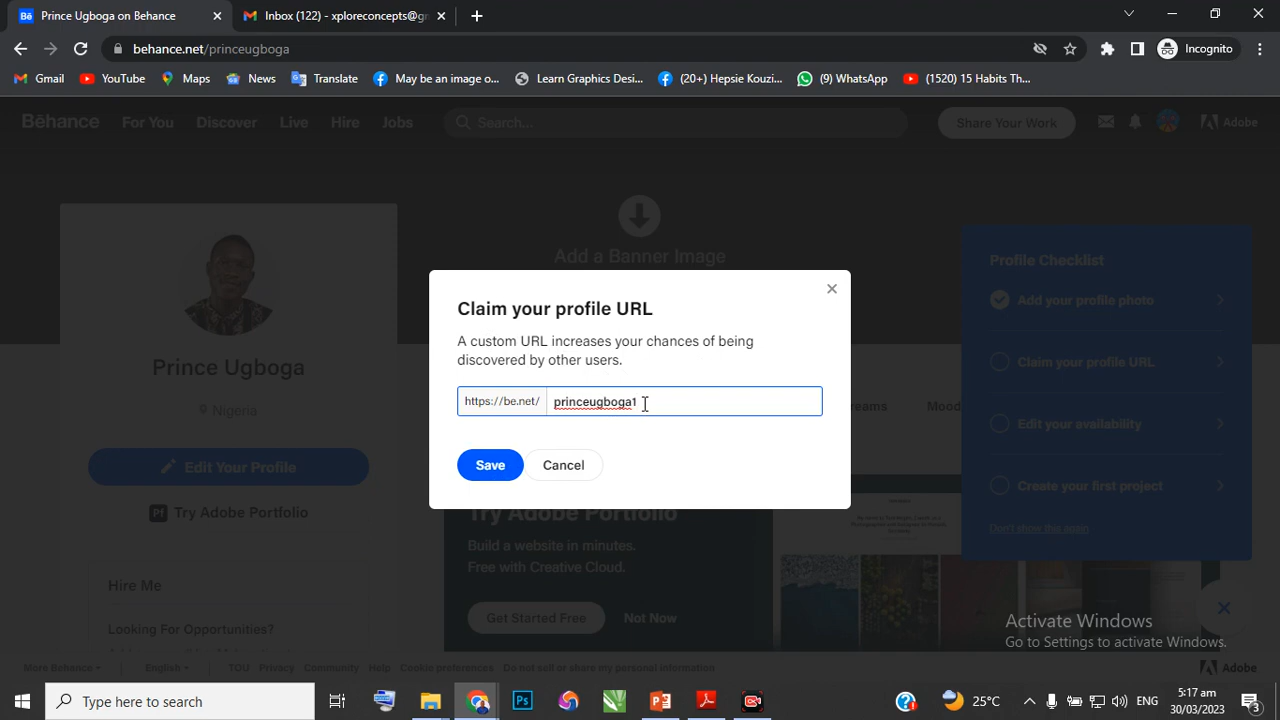 Bē Prince Ugboga on Behance
Inbox (122) - xploreconcepts@g
behance.net/princeugboga
Incognito
Gmail YouTube Maps News Translate May be an image o... Learn Graphics Desi... (20+) Hepsie Kouzi... (9) WhatsApp (1520) 15 Habits Th...
Bēhance For You Discover Live Hire Jobs Search... Share Your Work Adobe
Add a Banner Image
Profile Checklist
Add your profile photo
Claim your profile URL
Edit your availability
Create your first project
Don't show this again
Prince Ugboga
Nigeria
Edit Your Profile
Pf Try Adobe Portfolio
Hire Me
Looking For Opportunities?
Claim your profile URL
A custom URL increases your chances of being
discovered by other users.
https://be.net/ princeugboga1
Save Cancel
reams Mood
Try Adobe Portfolio
Build a website in minutes.
Free with Creative Cloud.
Get Started Free Not Now
Activate Windows
Go to Settings to activate Windows.
More Behance English TOU Privacy Community Help Cookie preferences Do not sell or share my personal information Adobe
Type here to search
Ps
25°C
ENG
5:17 am
30/03/2023
3